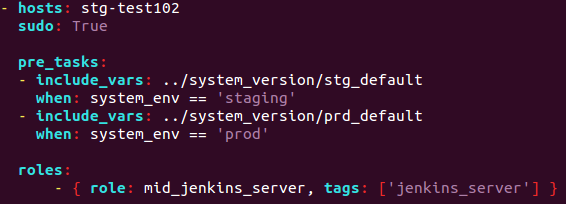 - hosts: stg-test102
  sudo: True

  pre_tasks:
  - include_vars: ../system_version/stg_default
    when: system_env == 'staging'
  - include_vars: ../system_version/prd_default
    when: system_env == 'prod'

  roles:
      - { role: mid_jenkins_server, tags: ['jenkins_server'] }